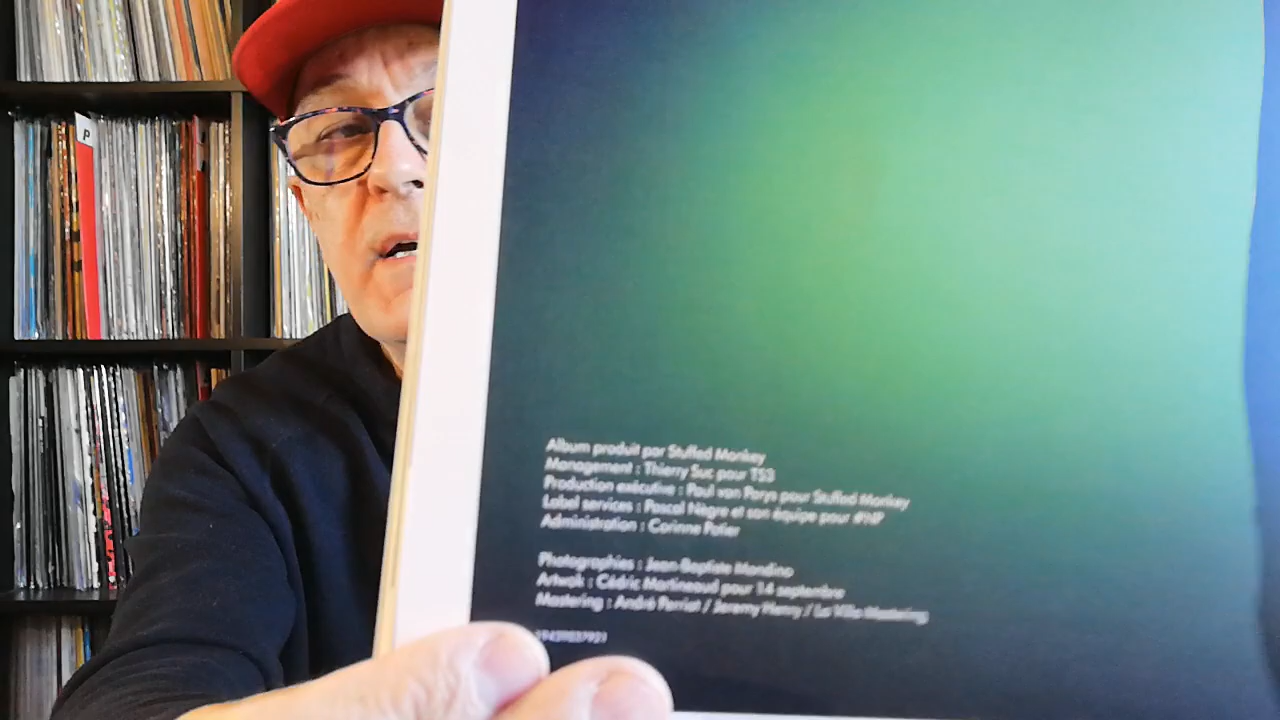 P
Album produit par Stuffed Monkey
Management : Thierry Suc pour TS3
Production exécutive : Paul van Parys pour Stuffed Monkey
Label services : Pascal Nègre et son équipe pour #NP
Administration : Corinne Potier
Photographies : Jean-Baptiste Mondino
Artwok : Cédric Martineaud pour 14 septembre
Mastering : André Perriat / Jeremy Henry / La Villa Mastering